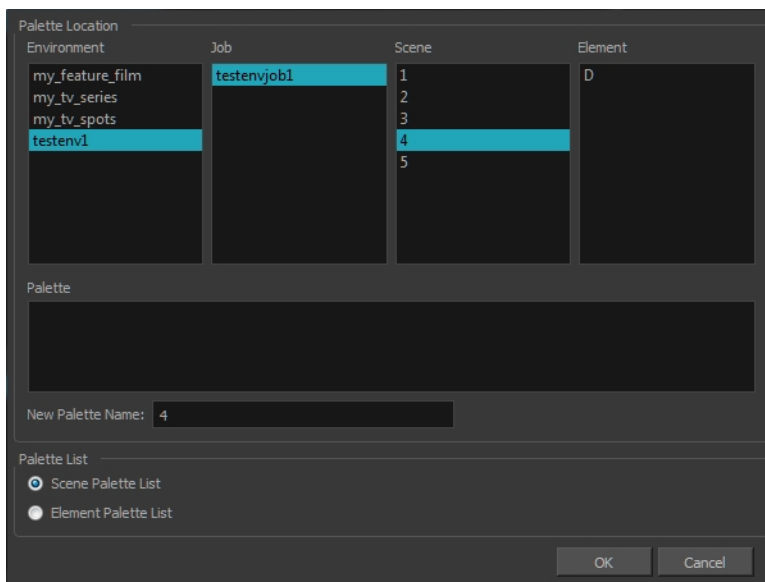 Palette Location
Environment Job Scene Element
my_feature_film testenvjob1 1 D
my_tv_series 2
my_tv_spots 3
testenv1 4
5
Palette
New Palette Name: 4
Palette List
Scene Palette List
Element Palette List
OK Cancel